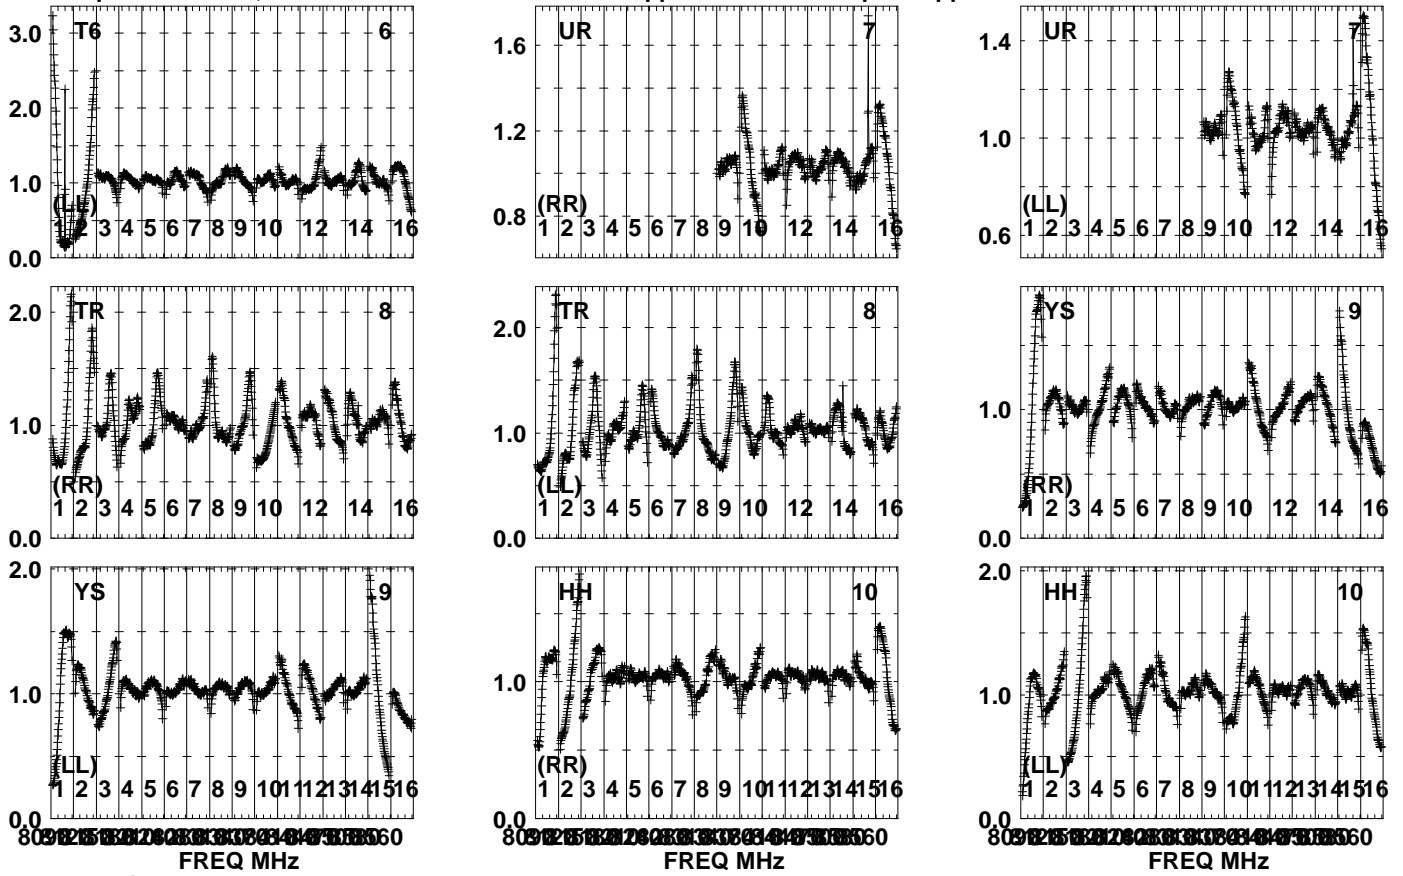 T6 6
3.0
2.0
1.0
0.0
(LL)
1 2 3 4 5 6 7 8 9 10 12 14 16
UR 7
1.6
1.2
0.8
(RR)
1 2 3 4 5 6 7 8 9 10 12 14 16
UR 7
1.4
1.0
0.6
(LL)
1 2 3 4 5 6 7 8 9 10 12 14 16
TR 8
2.0
1.0
0.0
(RR)
1 2 3 4 5 6 7 8 9 10 12 14 16
TR 8
2.0
1.0
0.0
(LL)
1 2 3 4 5 6 7 8 9 10 12 14 16
YS 9
1.0
0.0
(RR)
1 2 3 4 5 6 7 8 9 10 12 14 16
YS 9
2.0
1.0
0.0
(LL)
1 2 3 4 5 6 7 8 9 10 11 12 13 14 15 16
FREQ MHz
HH 10
1.0
0.0
(RR)
1 2 3 4 5 6 7 8 9 10 11 12 13 14 15 16
FREQ MHz
HH 10
2.0
1.0
0.0
(LL)
1 2 3 4 5 6 7 8 9 10 11 12 13 14 15 16
FREQ MHz